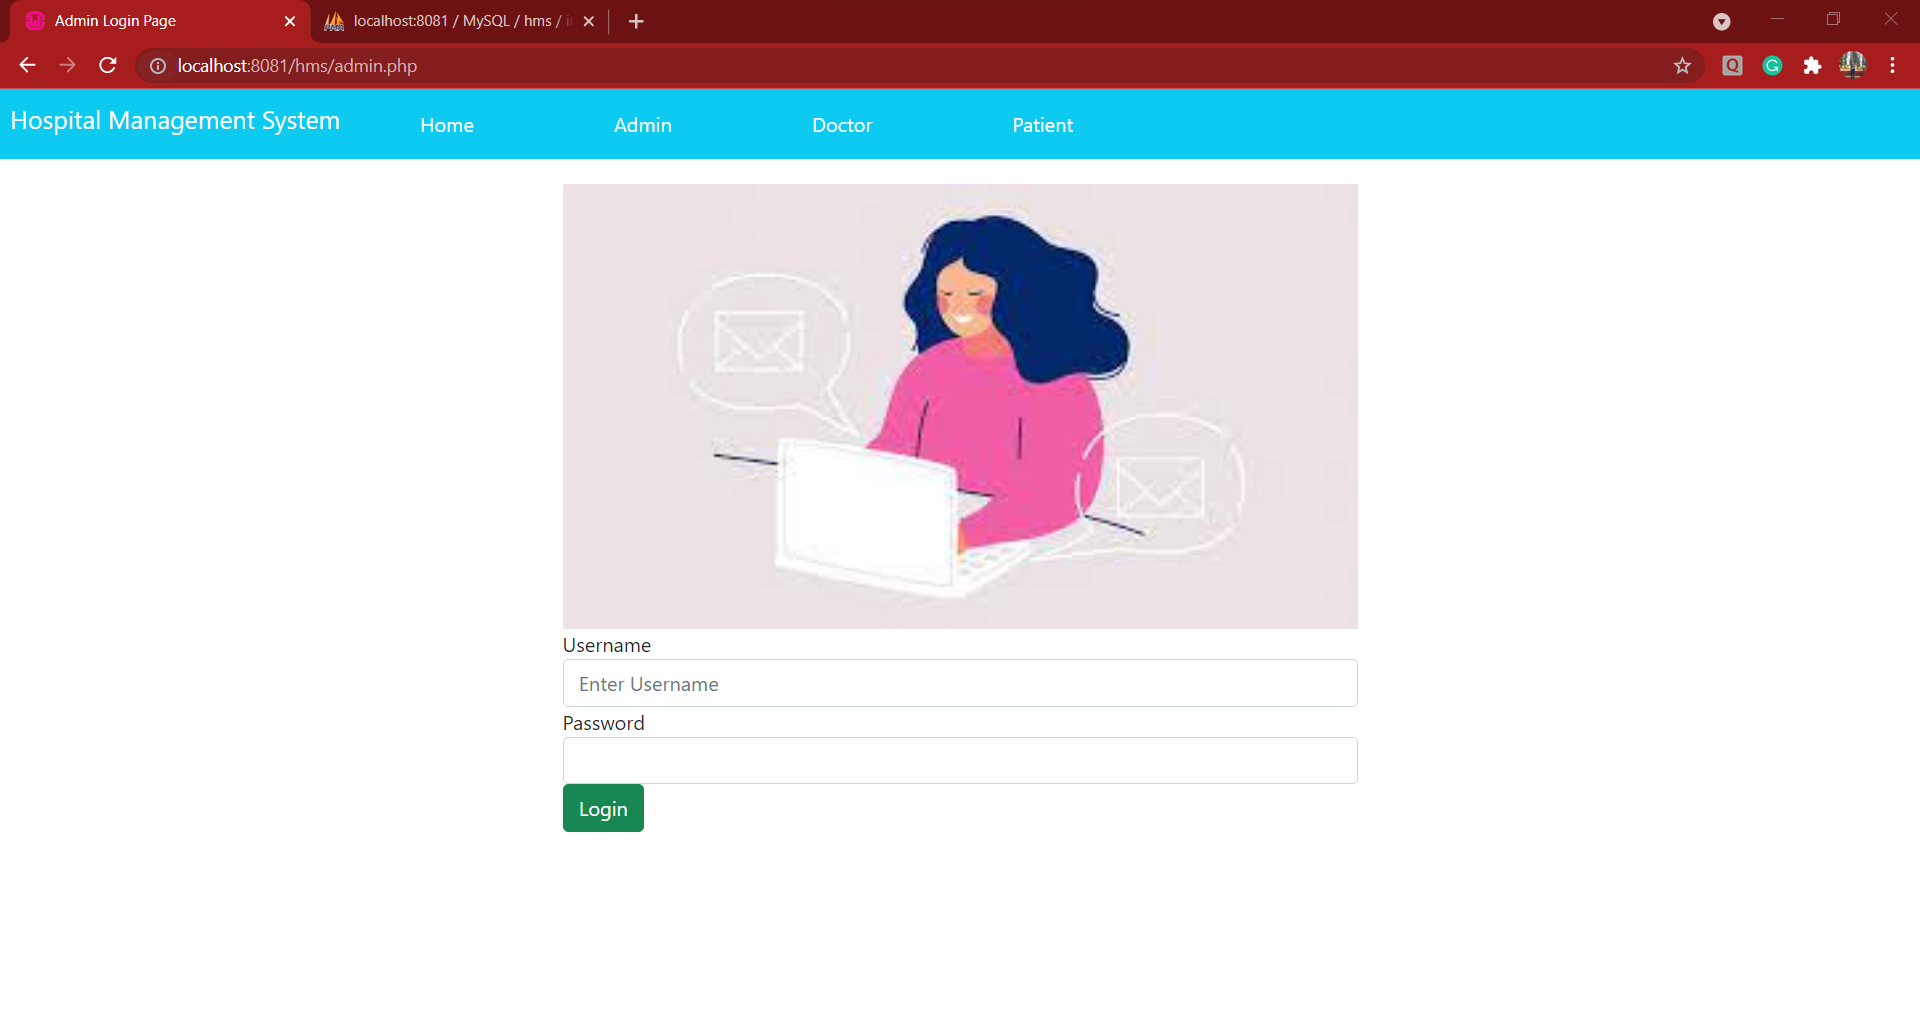 Admin Login Page
localhost:8081 / MySQL / hms /
localhost:8081/hms/admin.php
Hospital Management System Home Admin Doctor Patient
Username
Enter Username
Password
Login